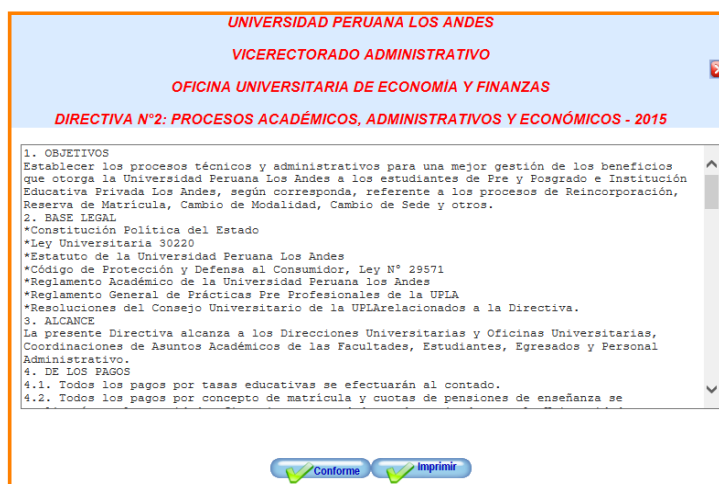 UNIVERSIDAD PERUANA LOS ANDES
VICERECTORADO ADMINISTRATIVO
OFICINA UNIVERSITARIA DE ECONOMÍA Y FINANZAS
DIRECTIVA N°2: PROCESOS ACADÉMICOS, ADMINISTRATIVOS Y ECONÓMICOS - 2015
1. OBJETIVOS
Establecer los procesos técnicos y administrativos para una mejor gestión de los beneficios
que otorga la Universidad Peruana Los Andes a los estudiantes de Pre y Posgrado e Institución
Educativa Privada Los Andes, según corresponda, referente a los procesos de Reincorporación,
Reserva de Matrícula, Cambio de Modalidad, Cambio de Sede y otros.
2. BASE LEGAL
*Constitución Política del Estado
*Ley Universitaria 30220
*Estatuto de la Universidad Peruana Los Andes
*Código de Protección y Defensa al Consumidor, Ley N° 29571
*Reglamento Académico de la Universidad Peruana los Andes
*Reglamento General de Prácticas Pre Profesionales de la UPLA
*Resoluciones del Consejo Universitario de la UPLArelacionados a la Directiva.
3. ALCANCE
La presente Directiva alcanza a los Direcciones Universitarias y Oficinas Universitarias,
Coordinaciones de Asuntos Académicos de las Facultades, Estudiantes, Egresados y Personal
Administrativo.
4. DE LOS PAGOS
4.1. Todos los pagos por tasas educativas se efectuarán al contado.
4.2. Todos los pagos por concepto de matrícula y cuotas de pensiones de enseñanza se
Conforme
Imprimir